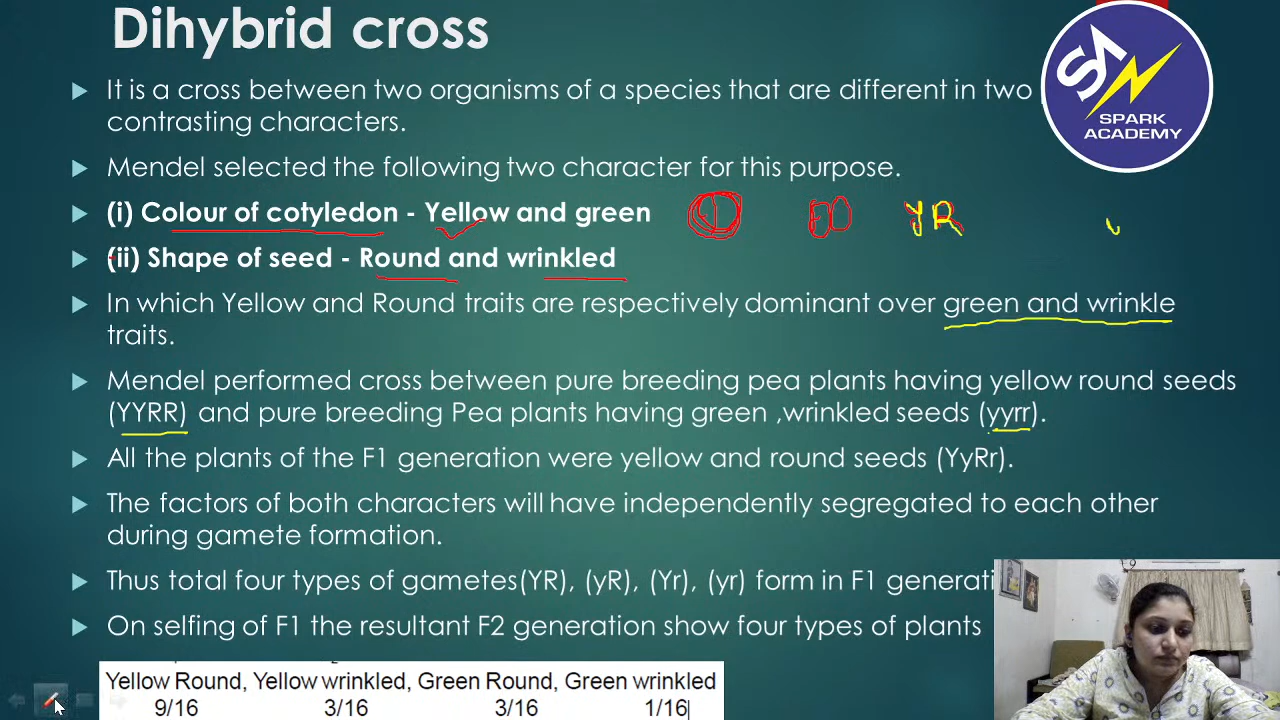 Dihybrid cross
It is a cross between two organisms of a species that are different in two
contrasting characters.
SPARK
ACADEMY
Mendel selected the following two character for this purpose.
(i) Colour of cotyledon - Yellow and green
YR
(ii) Shape of seed - Round and wrinkled
In which Yellow and Round traits are respectively dominant over green and wrinkle
traits.
Mendel performed cross between pure breeding pea plants having yellow round seeds
(YYRR) and pure breeding Pea plants having green ,wrinkled seeds (yyrr).
All the plants of the F1 generation were yellow and round seeds (YyRr).
The factors of both characters will have independently segregated to each other
during gamete formation.
Thus total four types of gametes(YR), (yR), (Yr), (yr) form in F1 generati
On selfing of F1 the resultant F2 generation show four types of plants
Yellow Round, Yellow wrinkled, Green Round, Green wrinkled
9/16 3/16 3/16 1/16